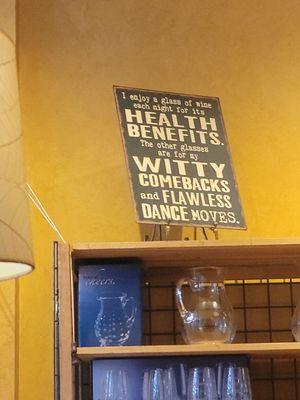 I enjoy a glass of wine
each night for its
HEALTH
BENEFITS.
The other glasses
are for my
WITTY
COMEBACKS
and FLAWLESS
DANCE MOVES.
cheers.